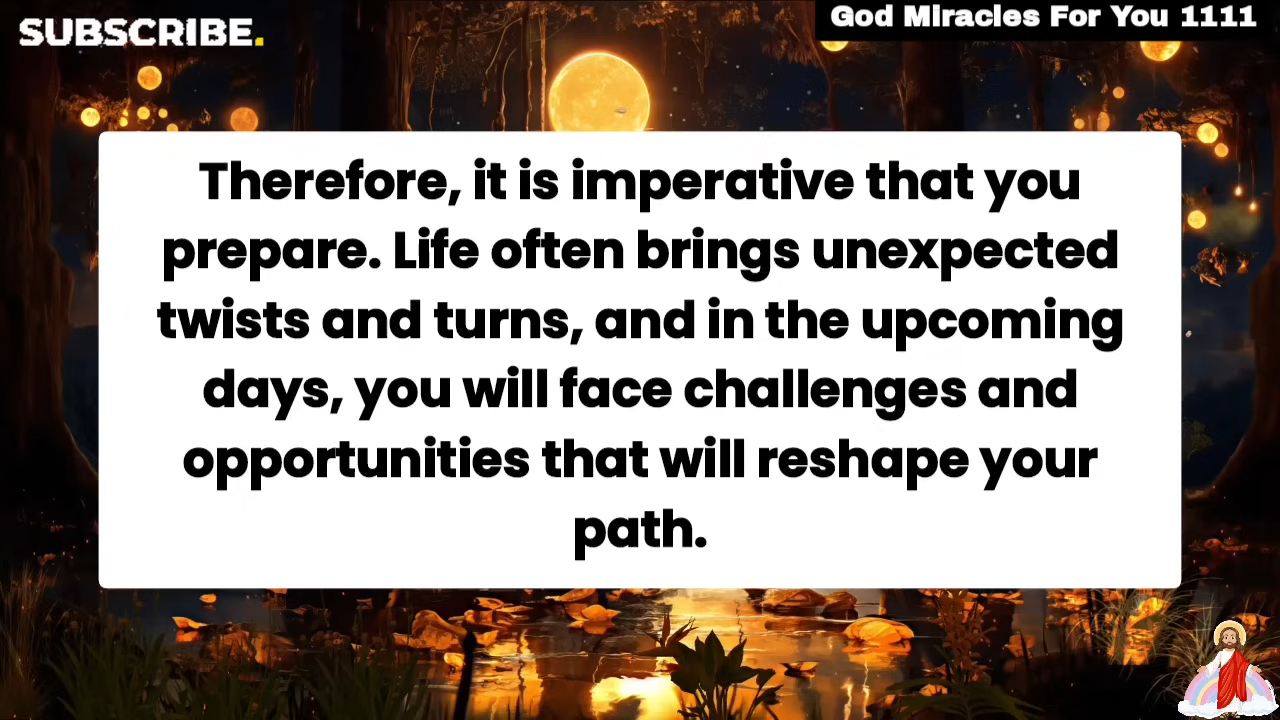 SUBSCRIBE.
God Miracles For You 1111
Therefore, it is imperative that you
prepare. Life often brings unexpected
twists and turns, and in the upcoming
days, you will face challenges and
opportunities that will reshape your
path.